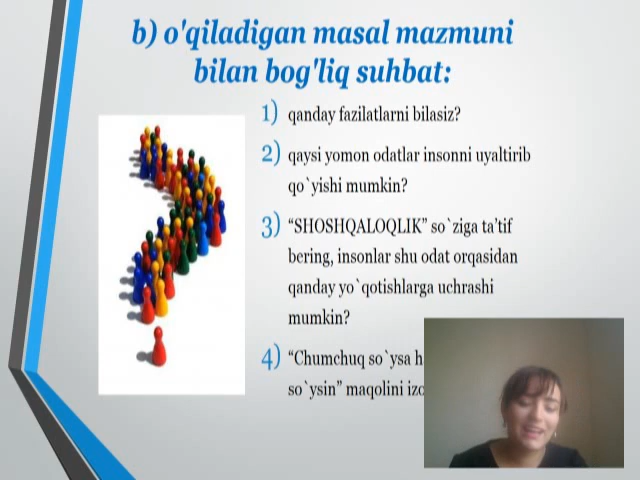 b) o'qiladigan masal mazmuni
bilan bog'liq suhbat:
1) qanday fazilatlarni bilasiz?
2) qaysi yomon odatlar insonni uyaltirib
qo`yishi mumkin?
3) “SHOSHQALOQLIK” so`ziga ta’tif
bering, insonlar shu odat orqasidan
qanday yo`qotishlarga uchrashi
mumkin?
4) “Chumchuq so`ysa h
so`ysin” maqolini izo